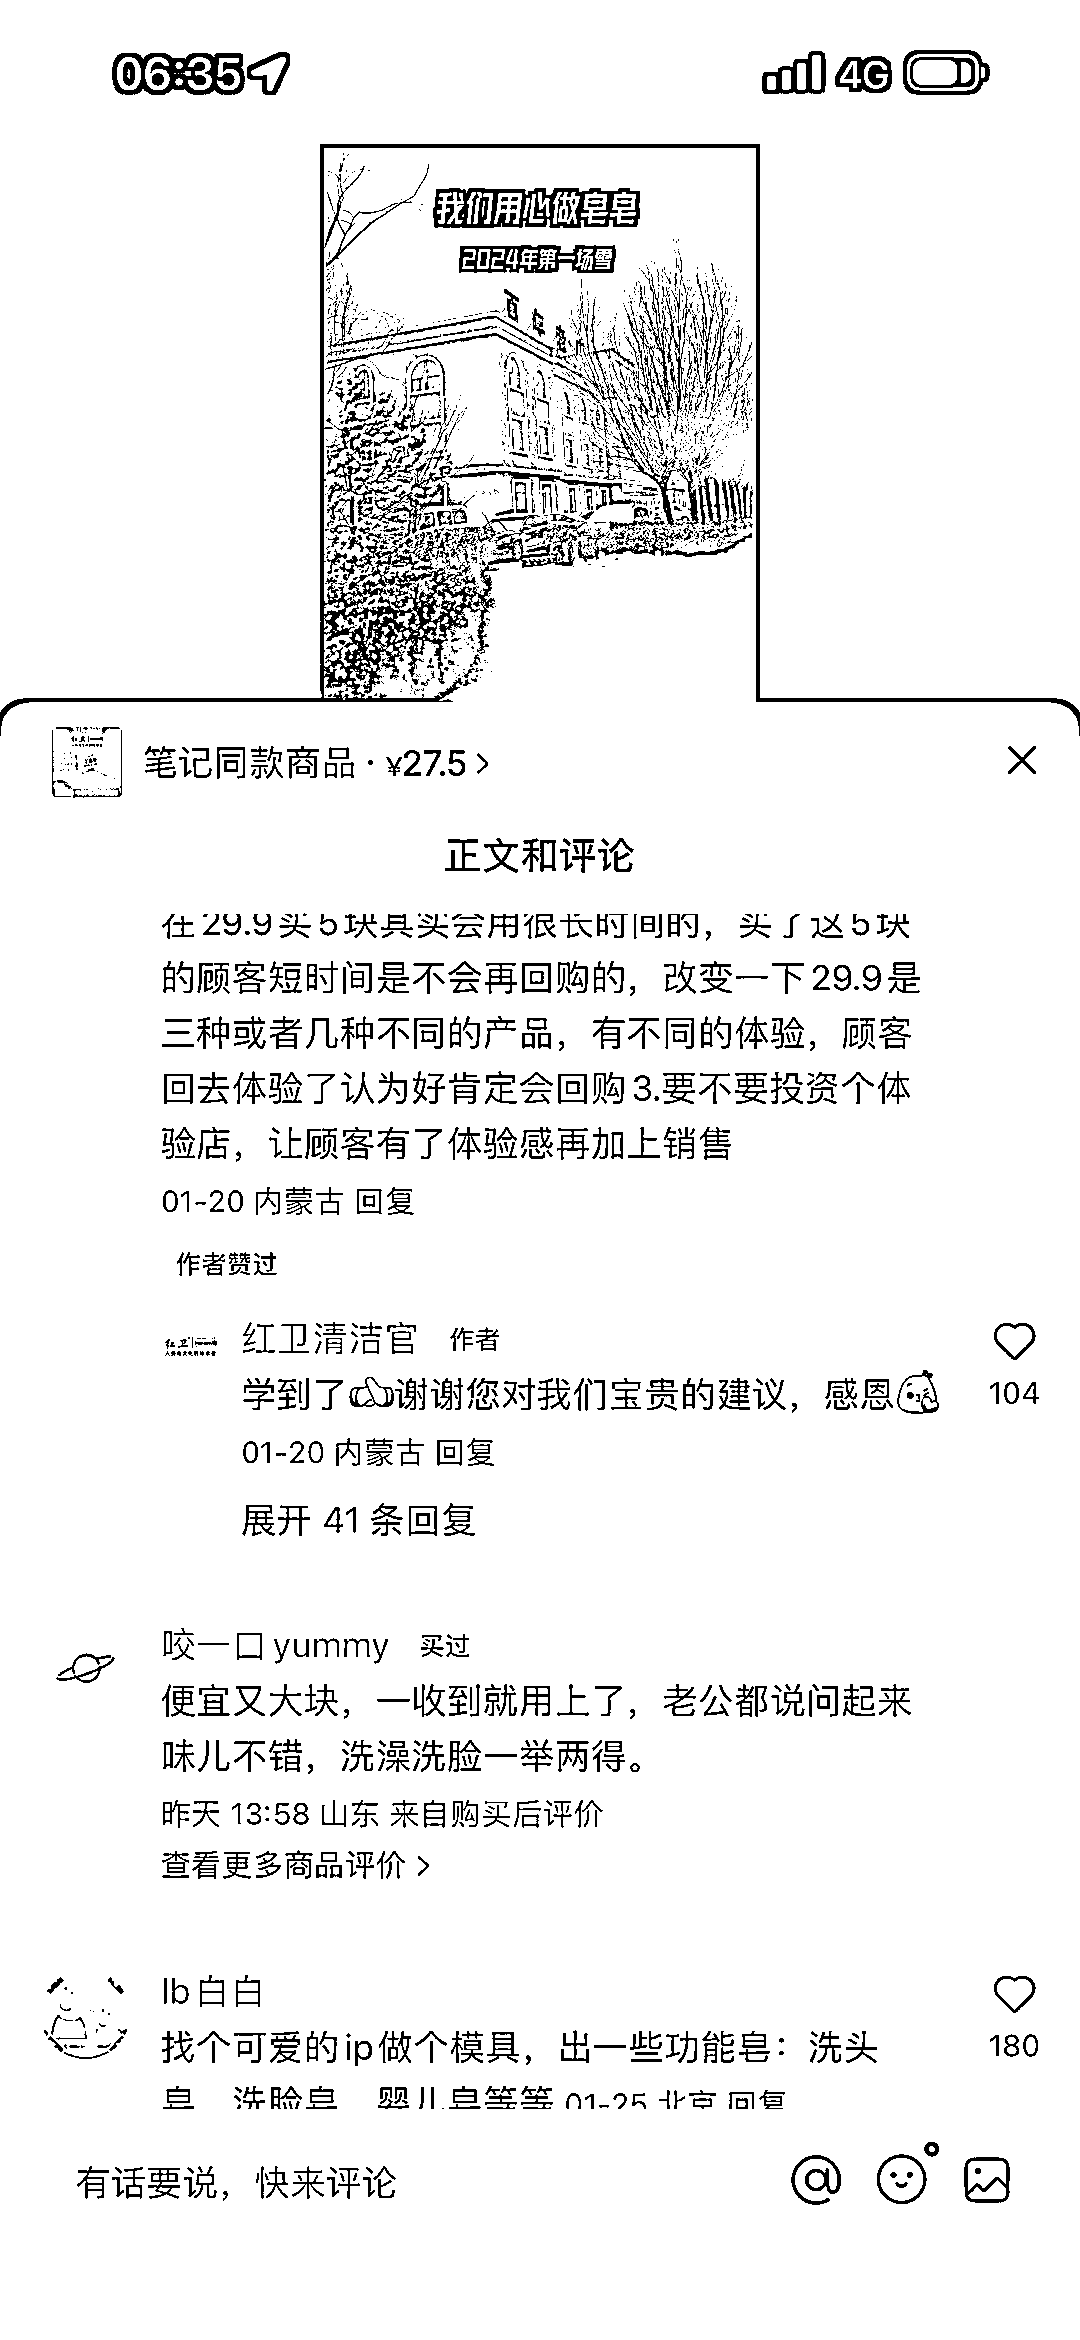 06:35 4G
我们用心做皂皂
2024年第一场雪
百年
笔记同款商品 · ¥27.5 >
正文和评论
在29.9买5块其实会用很长时间的，买了这5块
的顾客短时间是不会再回购的，改变一下29.9是
三种或者几种不同的产品，有不同的体验，顾客
回去体验了认为好肯定会回购3.要不要投资个体
验店，让顾客有了体验感再加上销售
01-20 内蒙古 回复
作者赞过
红卫清洁官 作者
学到了👍谢谢您对我们宝贵的建议，感恩
104
01-20 内蒙古 回复
展开 41 条回复
咬一口yummy 买过
便宜又大块，一收到就用上了，老公都说问起来
味儿不错，洗澡洗脸一举两得。
昨天 13:58 山东 来自购买后评价
查看更多商品评价 >
lb白白
找个可爱的ip做个模具，出一些功能皂：洗头
180
皂、洗脸皂、婴儿皂等等 01-25 北京 回复
有话要说，快来评论